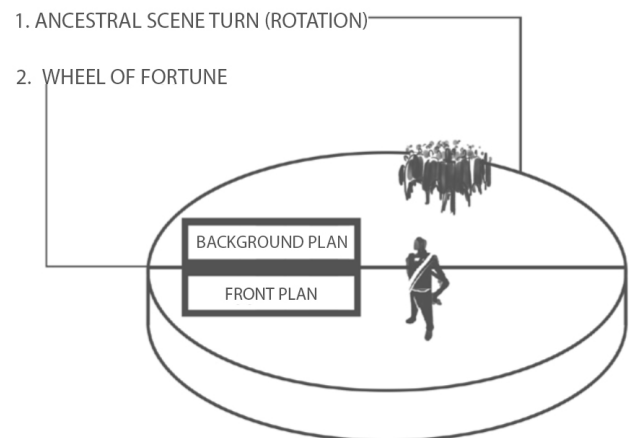 1. ANCESTRAL SCENE TURN (ROTATION)
2. WHEEL OF FORTUNE
BACKGROUND PLAN
FRONT PLAN